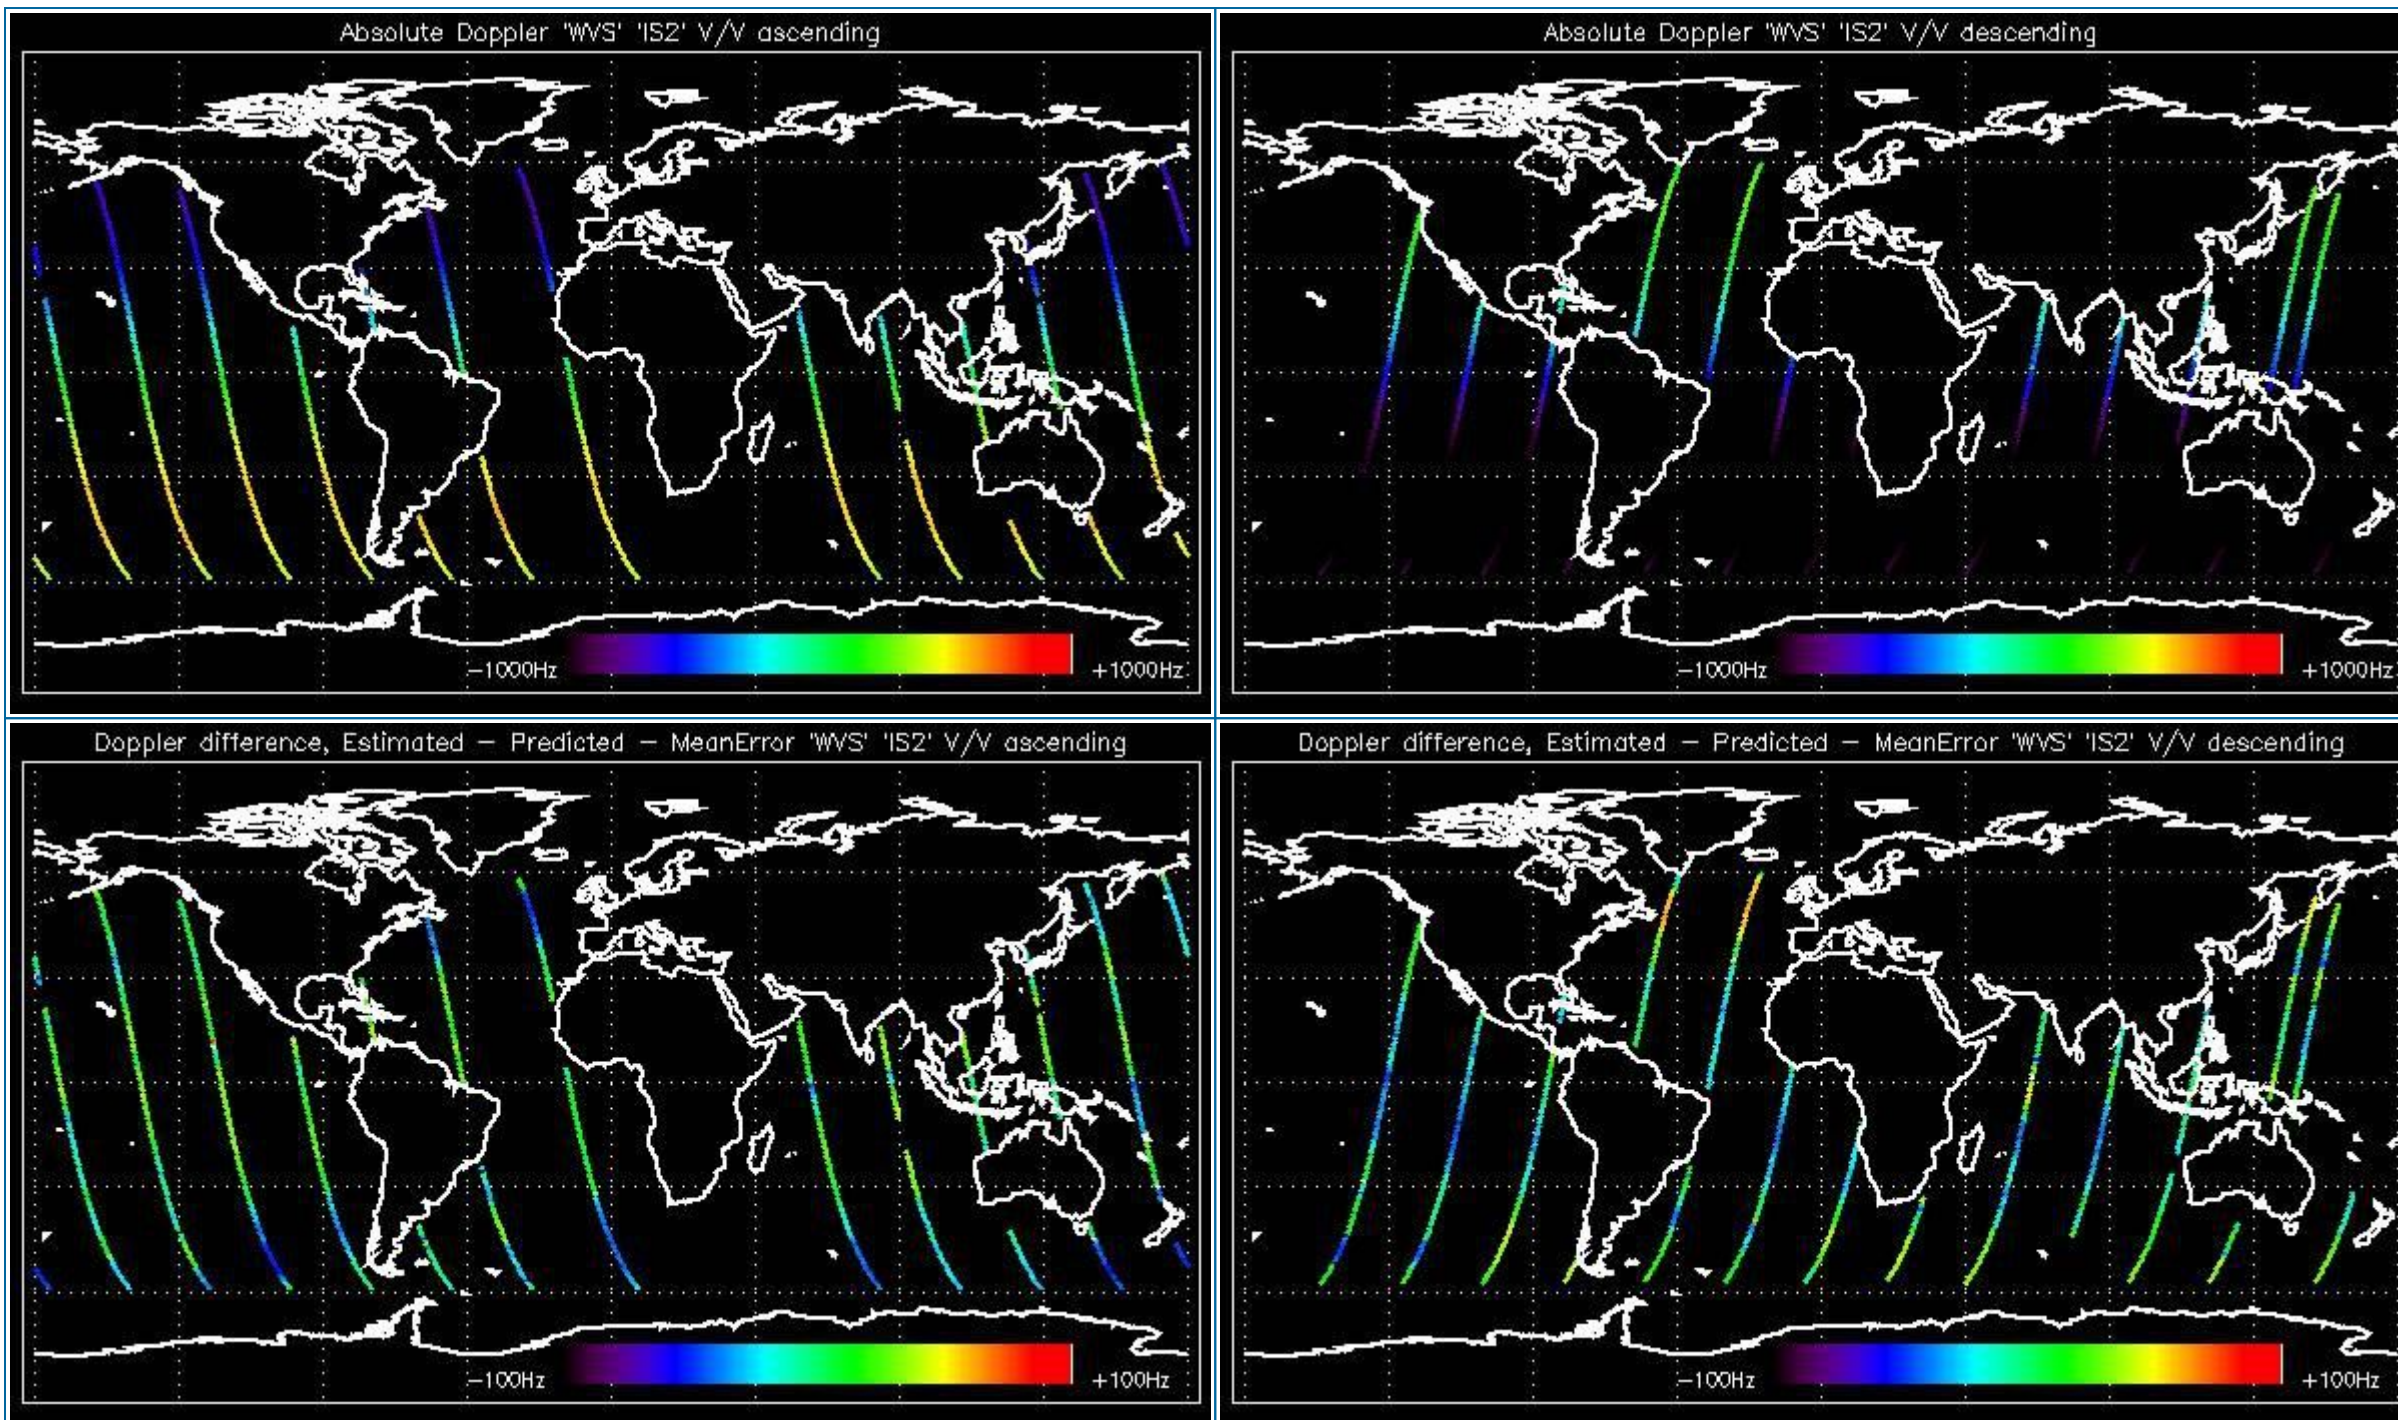 Absolute Doppler 'WVS' 'IS2' V/V ascending
-1000Hz
+1000Hz
Absolute Doppler 'WVS' 'IS2' V/V descending
-1000Hz
+1000Hz
Doppler difference, Estimated - Predicted - MeanError 'WVS' 'IS2' V/V ascending
-100Hz
+100Hz
Doppler difference, Estimated - Predicted - MeanError 'WVS' 'IS2' V/V descending
-100Hz
+100Hz